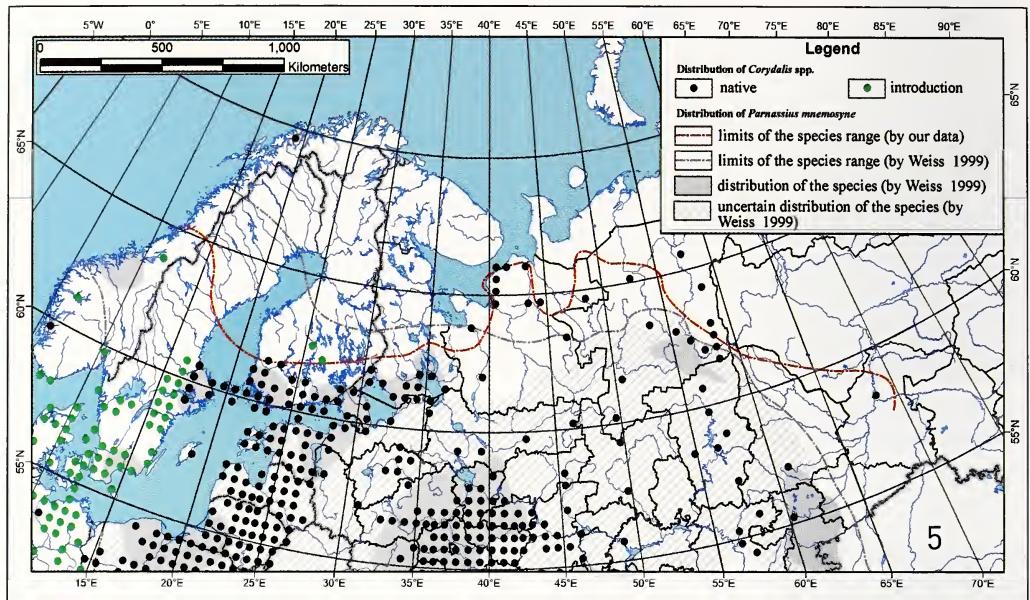 5°W 0° 5°E 10°E 15°E 20°E 25°E 30°E 35°E 40°E 45°E 50°E 55°E 60°E 65°E 70°E 75°E 80°E 85°E 90°E
0 500 1,000
Kilometers
Legend
Distribution of Corydalis spp.
native
introduction
Distribution of Parnassius mnemosyne
limits of the species range (by our data)
limits of the species range (by Weiss 1999)
distribution of the species (by Weiss 1999)
uncertain distribution of the species (by
Weiss 1999)
65°N
60°N
55°N
65°N
60°N
55°N
5
15°E 20°E 25°E 30°E 35°E 40°E 45°E 50°E 55°E 60°E 65°E 70°E